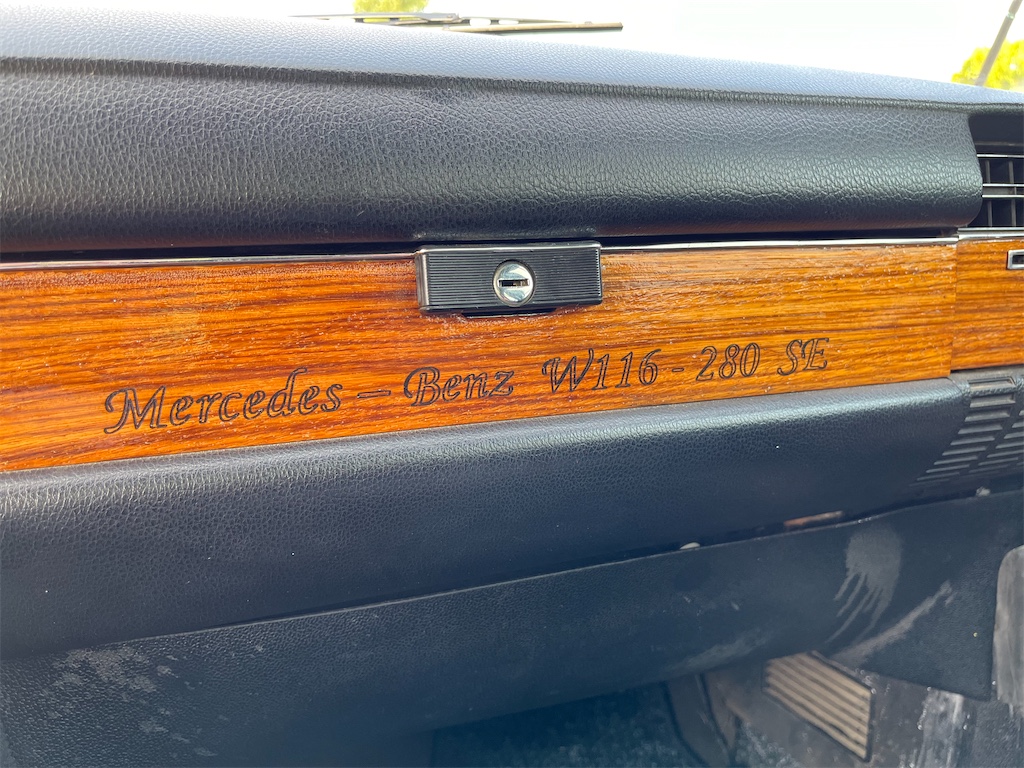 Mercedes – Benz W116 - 280 SE